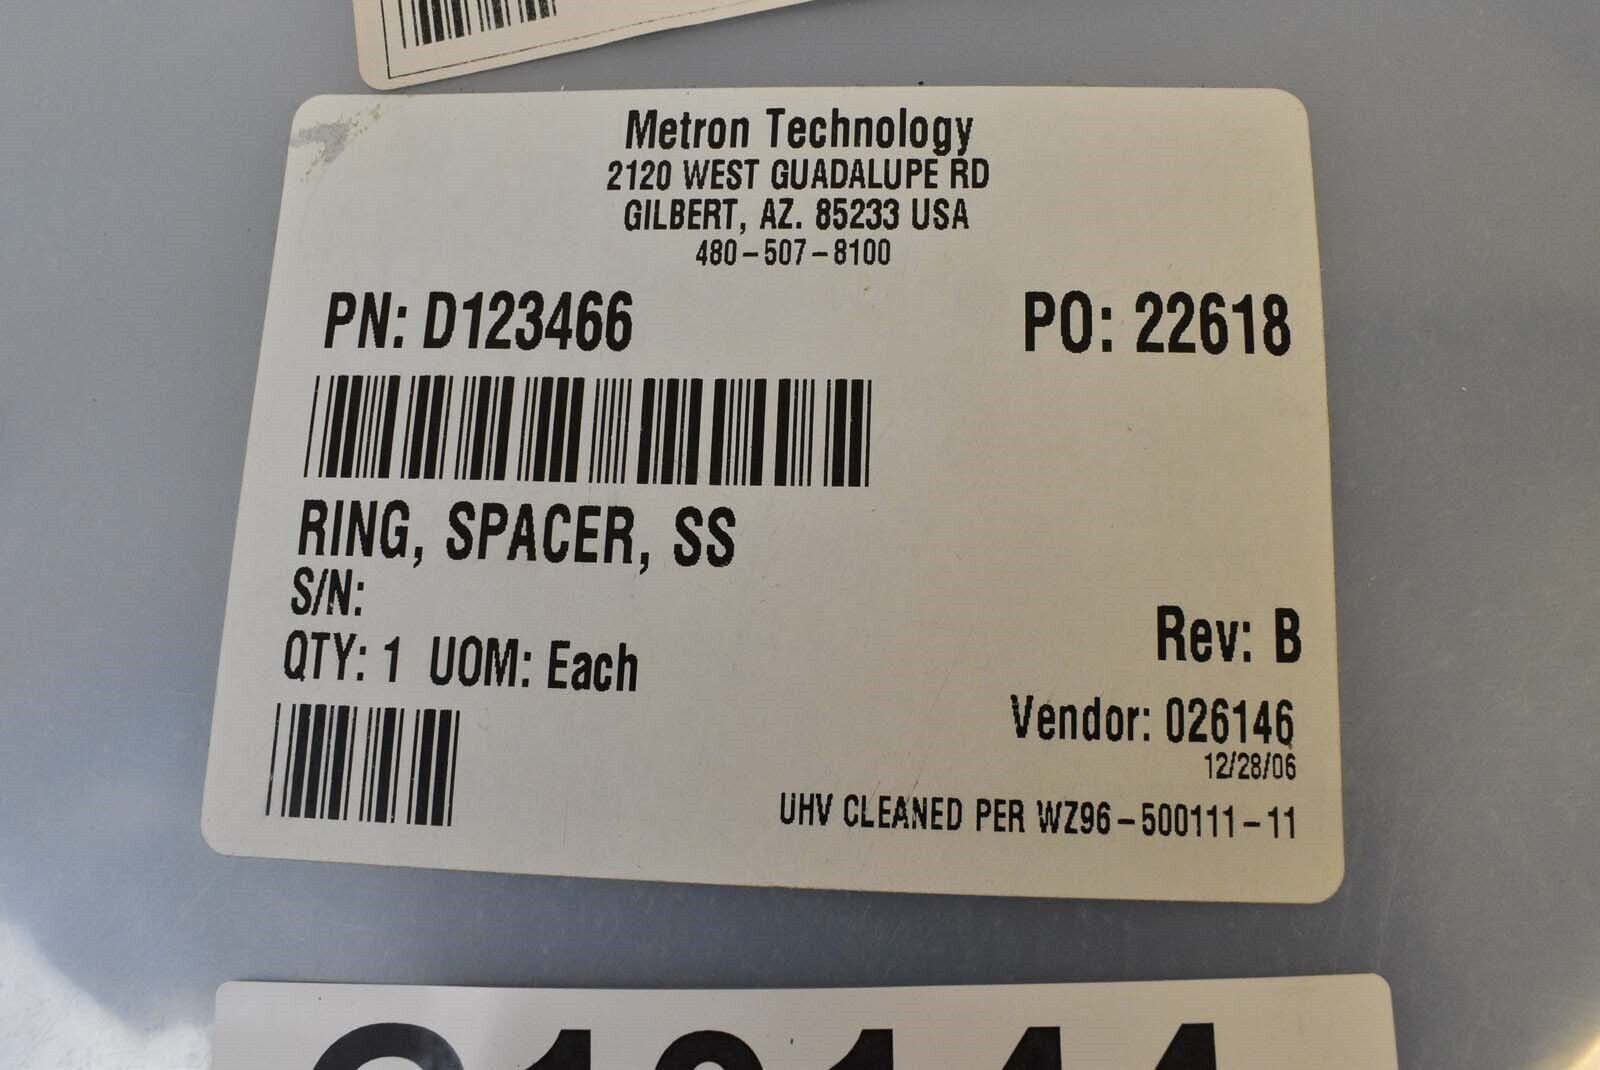 Metron Technology
2120 WEST GUADALUPE RD
GILBERT, AZ. 85233 USA
480-507-8100
PN: D123466 PO: 22618
RING, SPACER, SS
S/N:
Rev: B
QTY: 1 UOM: Each
Vendor: 026146
12/28/06
UHV CLEANED PER WZ96-500111-11